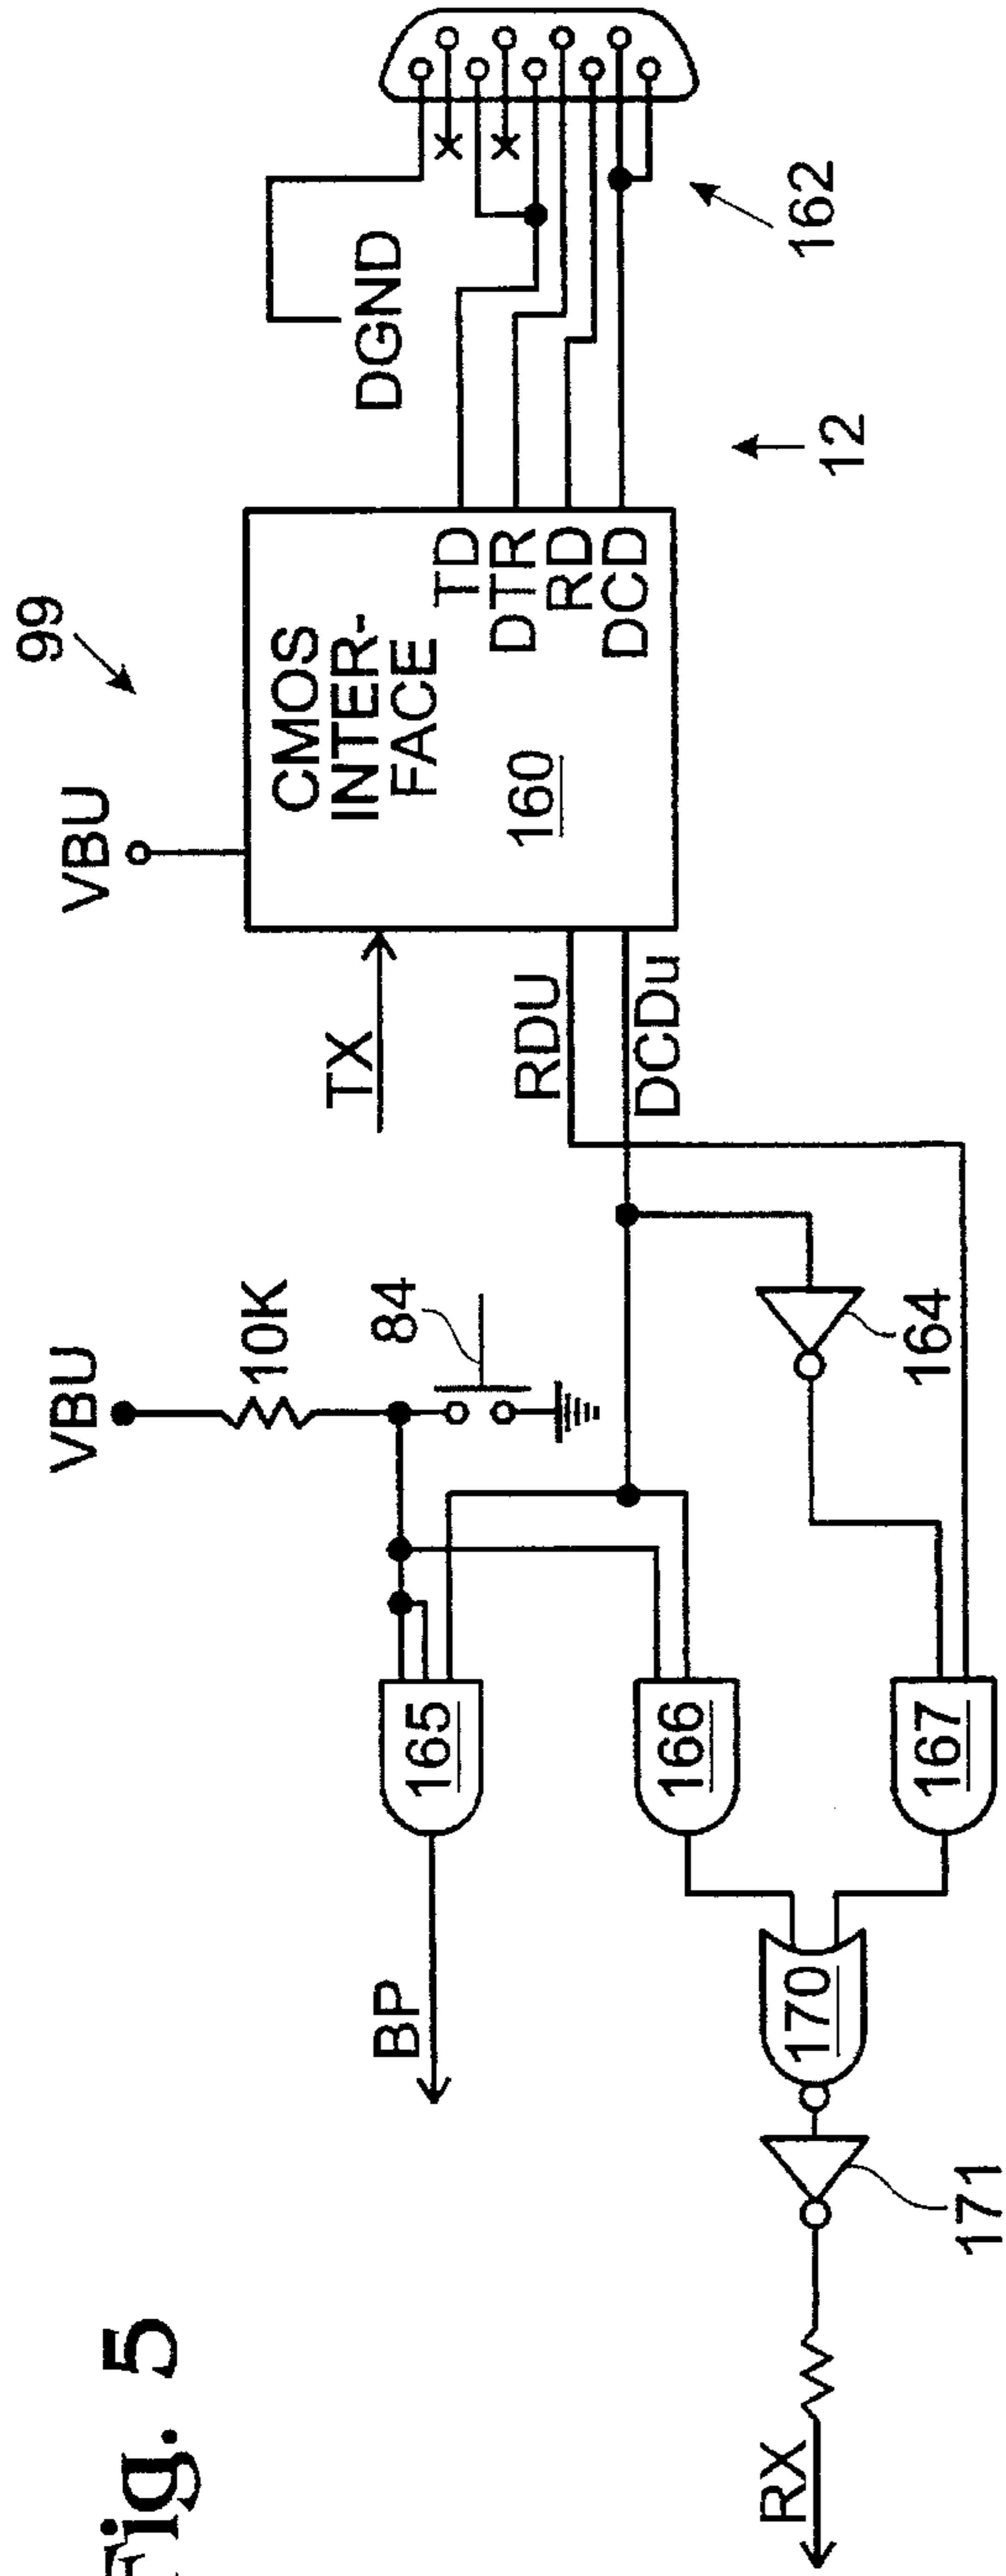 Fig. 5
VBU
99
10K
84
VBU
TX
CMOS
INTER-
FACE
160
TD
DTR
RD
DCD
DGND
162
12
RDU
DCDu
164
165
166
167
BP
170
171
RX